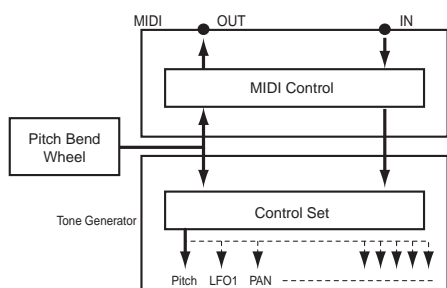 MIDI OUT IN
MIDI Control
Pitch Bend
Wheel
Control Set
Tone Generator
Pitch LFO1 PAN